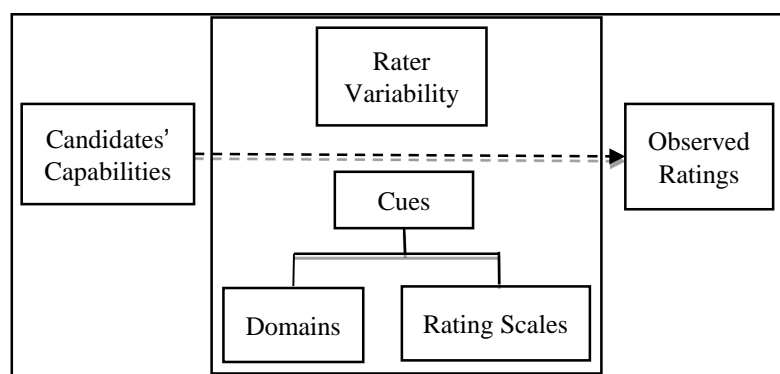 Rater
Variability
Candidates’
Capabilities
Observed
Ratings
Cues
Domains
Rating Scales